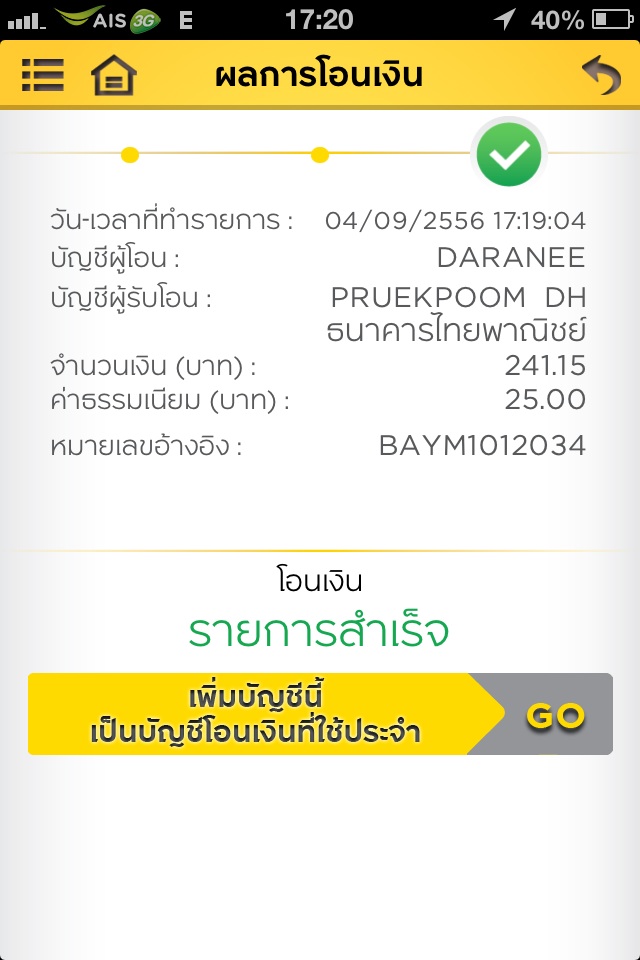 AIS 3G E 17:20 40%
ผลการโอนเงิน
วัน-เวลาที่ทำรายการ : 04/09/2556 17:19:04
บัญชีผู้โอน : DARANEE
บัญชีผู้รับโอน : PRUEKPOOM DH
ธนาคารไทยพาณิชย์
จำนวนเงิน (บาท) : 241.15
ค่าธรรมเนียม (บาท) : 25.00
หมายเลขอ้างอิง : BAYM1012034
โอนเงิน
รายการสำเร็จ
เพิ่มบัญชีนี้
เป็นบัญชีโอนเงินที่ใช้ประจำ
GO